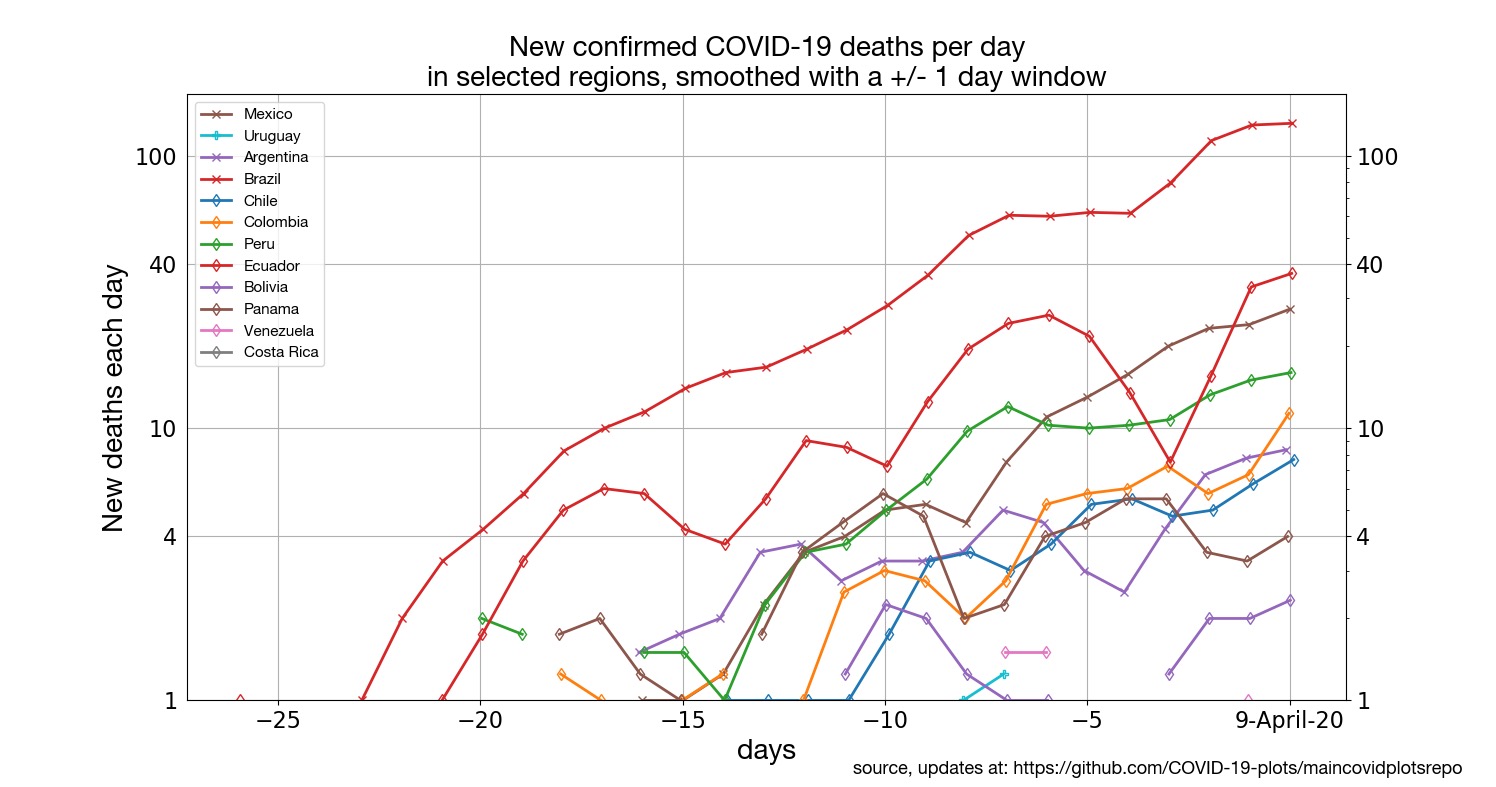 New confirmed COVID-19 deaths per day
in selected regions, smoothed with a +/- 1 day window
Mexico
Uruguay
Argentina
Brazil
Chile
Colombia
Peru
Ecuador
Bolivia
Panama
Venezuela
Costa Rica
New deaths each day
100
40
10
4
1
100
40
10
4
1
−25
−20
−15
−10
−5
9-April-20
days
source, updates at: https://github.com/COVID-19-plots/maincovidplotsrepo